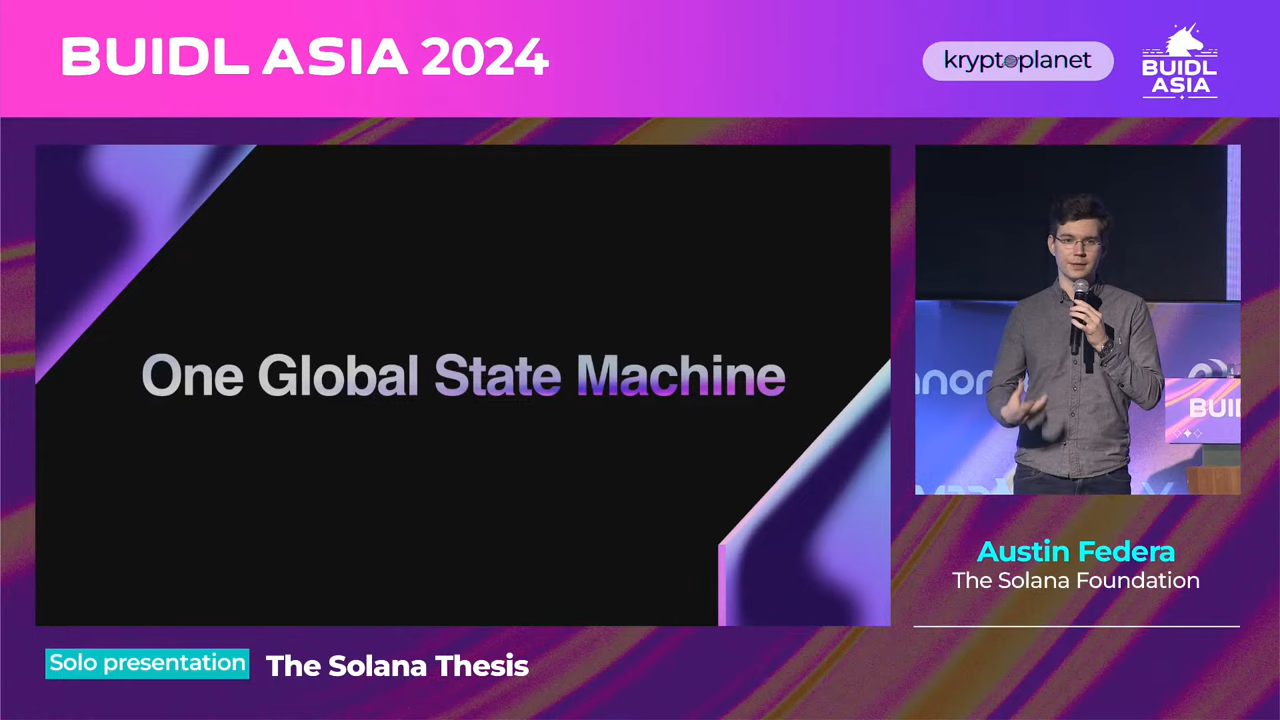 BUIDL ASIA 2024
kryptoplanet
BUIDL
ASIA
One Global State Machine
BUI
Austin Federa
The Solana Foundation
Solo presentation
The Solana Thesis